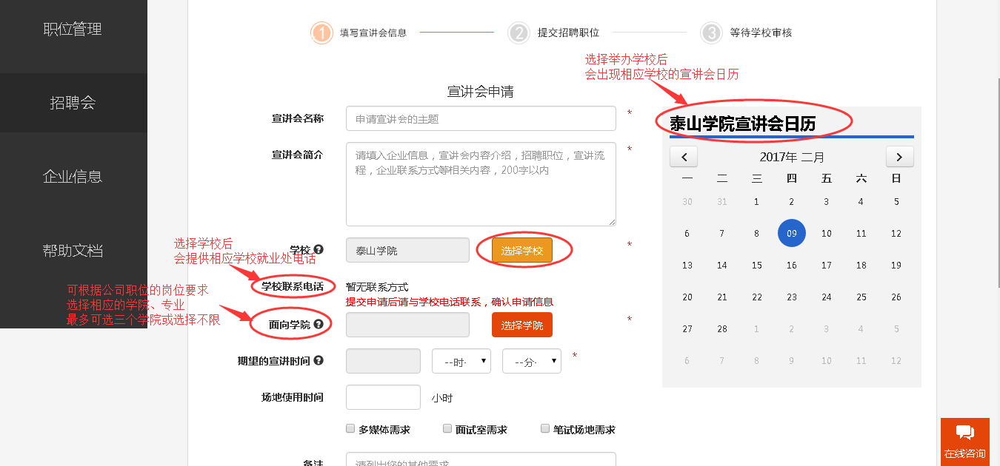 职位管理
招聘会
企业信息
帮助文档
1 填写宣讲会信息
2 提交招聘职位
3 等待学校审核
选择举办学校后
会出现相应学校的宣讲会日历
宣讲会申请
宣讲会名称
申请宣讲会的主题
*
宣讲会简介
请填入企业信息，宣讲会内容介绍，招聘职位，宣讲流
程，企业联系方式等相关内容，200字以内
*
选择学校后
会提供相应学校就业处电话
学校 ?
泰山学院
选择学校
*
学校联系电话
暂无联系方式
提交申请后请与学校电话联系，确认申请信息
可根据公司职位的岗位要求
选择相应的学院、专业
最多可选三个学院或选择不限
面向学院 ?
选择学院
*
期望的宣讲时间 ?
--时·
--分·
*
场地使用时间
小时
多媒体需求
面试室需求
笔试场地需求
备注
请列出您的其他需求
泰山学院宣讲会日历
2017年 二月
一 二 三 四 五 六 日
30 31 1 2 3 4 5
6 7 8 09 10 11 12
13 14 15 16 17 18 19
20 21 22 23 24 25 26
27 28 1 2 3 4 5
6 7 8 9 10 11 12
在线咨询